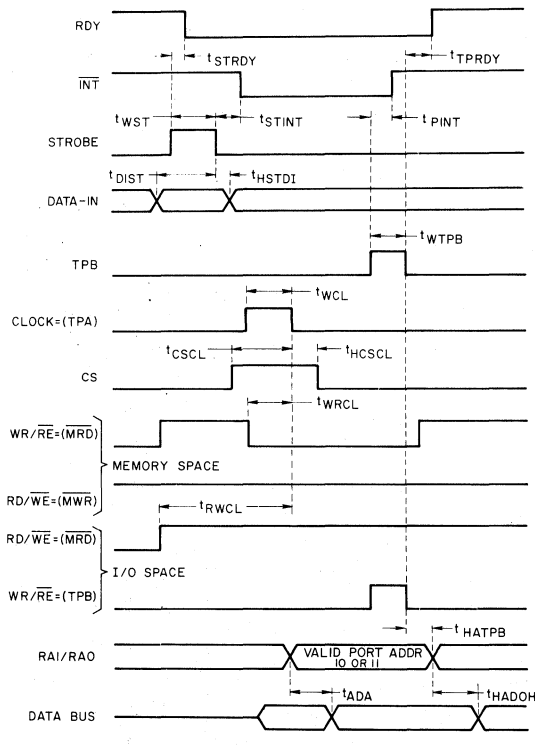 RDY
tSTRDY
tTPRDY
INT
tWST
tSTINT
tPINT
STROBE
tDIST
tHSTDI
DATA-IN
tWTPB
TPB
tWCL
CLOCK=(TPA)
tCSCL
tHCSCL
CS
tWRCL
WR/RE=(MRD)
MEMORY SPACE
RD/WE=(MWR)
tRWCL
RD/WE=(MRD)
I/O SPACE
WR/RE=(TPB)
tHATPB
RA1/RA0
VALID PORT ADDR
10 OR 11
tADA
tHADOH
DATA BUS